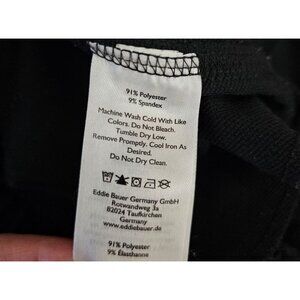 91% Polyester
9% Spandex
Machine Wash Cold With Like
Colors. Do Not Bleach.
Tumble Dry Low.
Remove Promptly. Cool Iron As
Desired.
Do Not Dry Clean.
Eddie Bauer Germany GmbH
Rotwandweg 3a
82024 Taufkirchen
Germany
www.eddiebauer.de
91% Polyester
9% Élasthanne